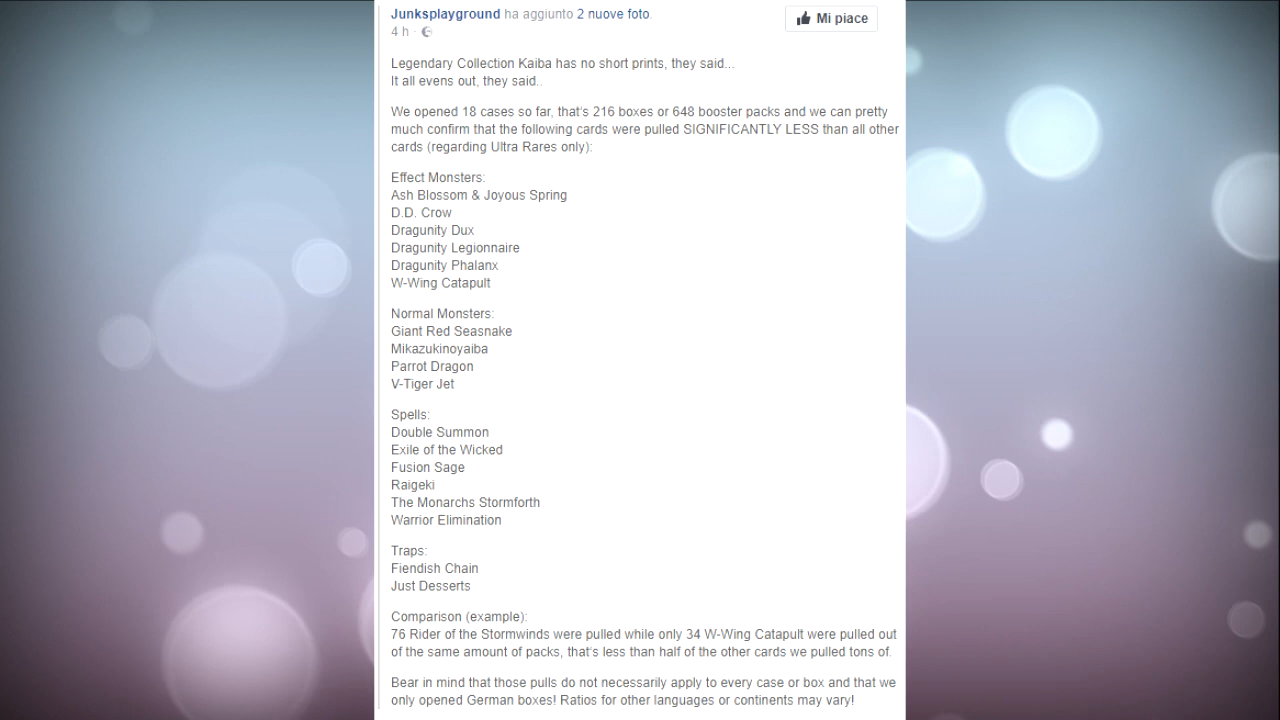 Junksplayground ha aggiunto 2 nuove foto.
Mi piace
4 h ·
Legendary Collection Kaiba has no short prints, they said...
It all evens out, they said..
We opened 18 cases so far, that's 216 boxes or 648 booster packs and we can pretty
much confirm that the following cards were pulled SIGNIFICANTLY LESS than all other
cards (regarding Ultra Rares only):
Effect Monsters:
Ash Blossom & Joyous Spring
D.D. Crow
Dragunity Dux
Dragunity Legionnaire
Dragunity Phalanx
W-Wing Catapult
Normal Monsters:
Giant Red Seasnake
Mikazukinoyaiba
Parrot Dragon
V-Tiger Jet
Spells:
Double Summon
Exile of the Wicked
Fusion Sage
Raigeki
The Monarchs Stormforth
Warrior Elimination
Traps:
Fiendish Chain
Just Desserts
Comparison (example):
76 Rider of the Stormwinds were pulled while only 34 W-Wing Catapult were pulled out
of the same amount of packs, that's less than half of the other cards we pulled tons of.
Bear in mind that those pulls do not necessarily apply to every case or box and that we
only opened German boxes! Ratios for other languages or continents may vary!